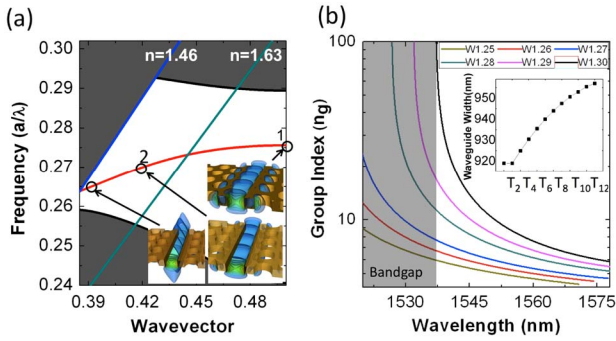 (a)
n=1.46
n=1.63
0.30
0.29
0.28
0.27
0.26
0.25
0.24
Frequency (a/λ)
1
2
0.39
0.42
0.45
0.48
Wavevector
(b)
100
10
Group Index (ng)
W1.25
W1.26
W1.27
W1.28
W1.29
W1.30
Waveguide Width(nm)
950
940
930
920
T2 T4 T6 T8 T10 T12
Bandgap
1530
1545
1560
1575
Wavelength (nm)